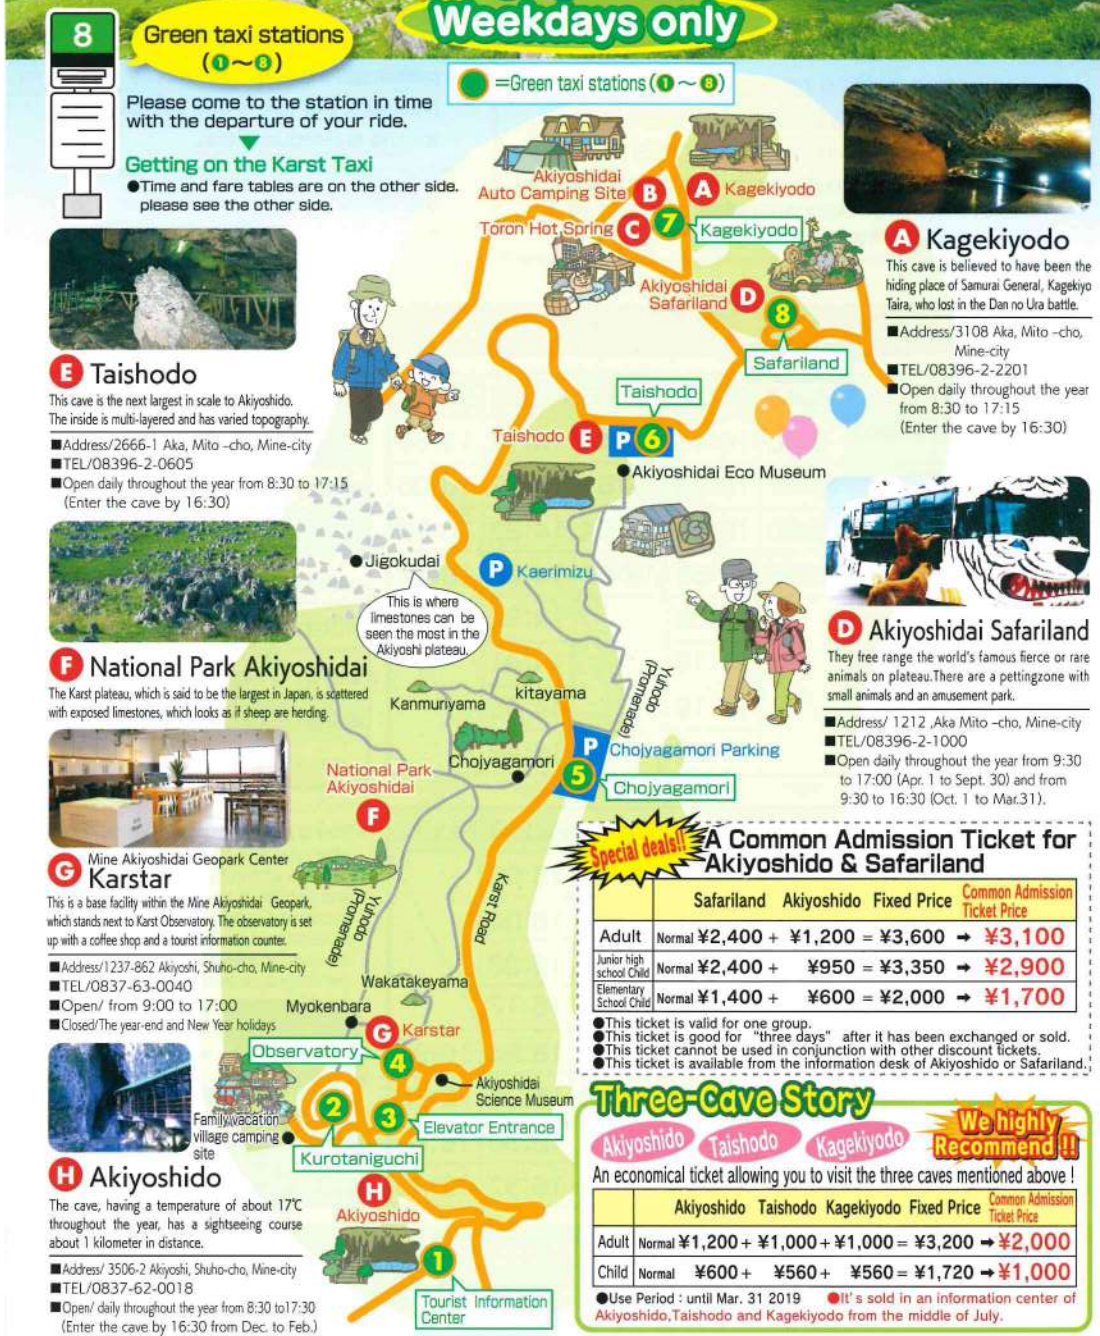 Weekdays only
8
Green taxi stations
(❶~❽)
Please come to the station in time
with the departure of your ride.
Getting on the Karst Taxi
●Time and fare tables are on the other side.
please see the other side.
=Green taxi stations (❶ ~ ❽)
Akiyoshidai
Auto Camping Site
B
A
Kagekiyodo
Toron Hot Spring
C
7
Kagekiyodo
Akiyoshidai
Safariland
D
8
Safariland
Taishodo
Taishodo
E
P
6
●Akiyoshidai Eco Museum
●Jigokudai
This is where
limestones can be
seen the most in the
Akiyoshi plateau.
P
Kaerimizu
kitayama
Kanmuriyama
Yuhodo
(Promenade)
Chojyagamori
P
Chojyagamori Parking
5
Chojyagamori
National Park
Akiyoshidai
F
Karst Road
Yuhodo
(Promenade)
Wakatakeyama
Myokenbara
G
Karstar
Observatory
4
Akiyoshidai
Science Museum
2
3
Elevator Entrance
Family vacation
village camping
site
Kurotaniguchi
H
Akiyoshido
1
Tourist Information
Center
E Taishodo
This cave is the next largest in scale to Akiyoshido.
The inside is multi-layered and has varied topography.
■Address/2666-1 Aka, Mito -cho, Mine-city
■TEL/08396-2-0605
■Open daily throughout the year from 8:30 to 17:15
(Enter the cave by 16:30)
F National Park Akiyoshidai
The Karst plateau, which is said to be the largest in Japan, is scattered
with exposed limestones, which looks as if sheep are herding.
G Mine Akiyoshidai Geopark Center
Karstar
This is a base facility within the Mine Akiyoshidai Geopark,
which stands next to Karst Observatory. The observatory is set
up with a coffee shop and a tourist information counter.
■Address/1237-862 Akiyoshi, Shuho-cho, Mine-city
■TEL/0837-63-0040
■Open/ from 9:00 to 17:00
■Closed/The year-end and New Year holidays
H Akiyoshido
The cave, having a temperature of about 17℃
throughout the year, has a sightseeing course
about 1 kilometer in distance.
■Address/ 3506-2 Akiyoshi, Shuho-cho, Mine-city
■TEL/0837-62-0018
■Open/ daily throughout the year from 8:30 to17:30
(Enter the cave by 16:30 from Dec. to Feb.)
A Kagekiyodo
This cave is believed to have been the
hiding place of Samurai General, Kagekiyo
Taira, who lost in the Dan no Ura battle.
■Address/3108 Aka, Mito -cho,
Mine-city
■TEL/08396-2-2201
■Open daily throughout the year
from 8:30 to 17:15
(Enter the cave by 16:30)
D Akiyoshidai Safariland
They free range the world's famous fierce or rare
animals on plateau.There are a pettingzone with
small animals and an amusement park.
■Address/ 1212 ,Aka Mito -cho, Mine-city
■TEL/08396-2-1000
■Open daily throughout the year from 9:30
to 17:00 (Apr. 1 to Sept. 30) and from
9:30 to 16:30 (Oct. 1 to Mar.31).
Special deals!!
A Common Admission Ticket for
Akiyoshido & Safariland
Safariland Akiyoshido Fixed Price Common Admission
Ticket Price
Adult Normal ¥2,400 + ¥1,200 = ¥3,600 ➡ ¥3,100
Junior high
school Child Normal ¥2,400 + ¥950 = ¥3,350 ➡ ¥2,900
Elementary
School Child Normal ¥1,400 + ¥600 = ¥2,000 ➡ ¥1,700
●This ticket is valid for one group.
●This ticket is good for "three days" after it has been exchanged or sold.
●This ticket cannot be used in conjunction with other discount tickets.
●This ticket is available from the information desk of Akiyoshido or Safariland.
Three-Cave Story
Akiyoshido Taishodo Kagekiyodo
We highly
Recommend !!
An economical ticket allowing you to visit the three caves mentioned above !
Akiyoshido Taishodo Kagekiyodo Fixed Price Common Admission
Ticket Price
Adult Normal ¥1,200 + ¥1,000 + ¥1,000 = ¥3,200 ➡ ¥2,000
Child Normal ¥600 + ¥560 + ¥560 = ¥1,720 ➡ ¥1,000
●Use Period : until Mar. 31 2019 ●It's sold in an information center of
Akiyoshido,Taishodo and Kagekiyodo from the middle of July.